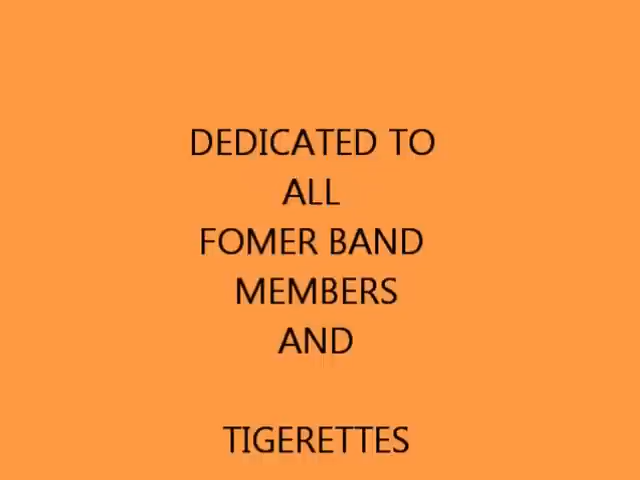 DEDICATED TO
ALL
FOMER BAND
MEMBERS
AND
TIGERETTES